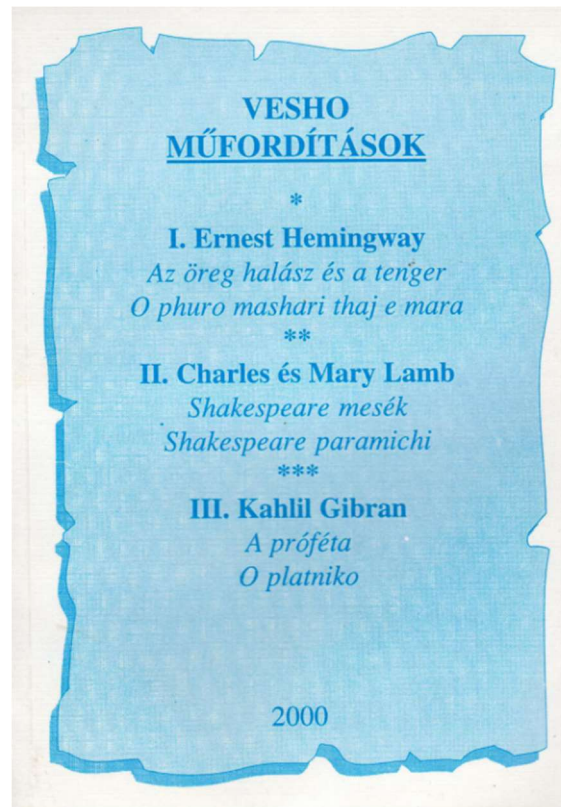 VESHO
MŰFORDÍTÁSOK
*
I. Ernest Hemingway
Az öreg halász és a tenger
O phuro mashari thaj e mara
**
II. Charles és Mary Lamb
Shakespeare mesék
Shakespeare paramichi
***
III. Kahlil Gibran
A próféta
O platniko
2000